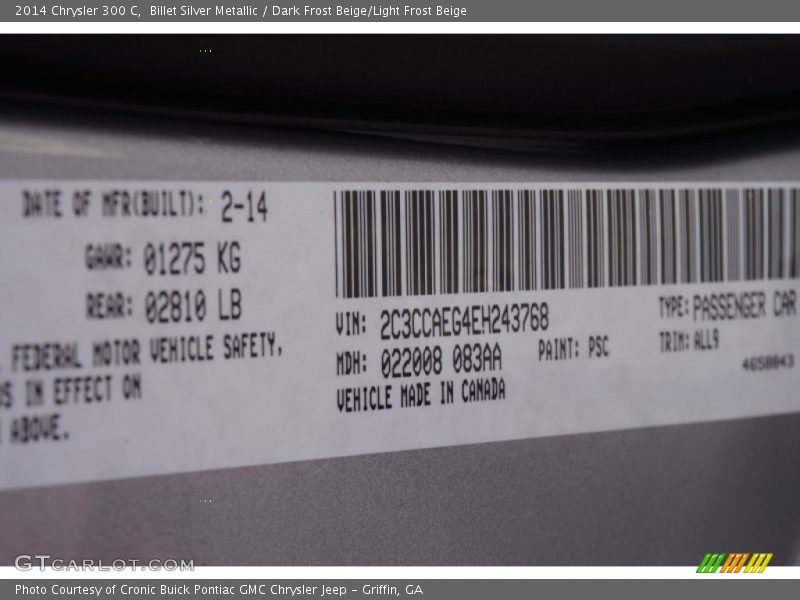 2014 Chrysler 300 C,  Billet Silver Metallic / Dark Frost Beige/Light Frost Beige
DATE OF MFR(BUILT): 2-14
GAWR: 01275 KG
REAR: 02810 LB
FEDERAL MOTOR VEHICLE SAFETY,
IN EFFECT ON
ABOVE.
VIN: 2C3CCAEG4EH243768
TYPE: PASSENGER CAR
MDH: 022008 083AA
PAINT: PSC
TRIM: ALL9
VEHICLE MADE IN CANADA
4658043
GTCARLOT.COM
Photo Courtesy of Cronic Buick Pontiac GMC Chrysler Jeep – Griffin, GA